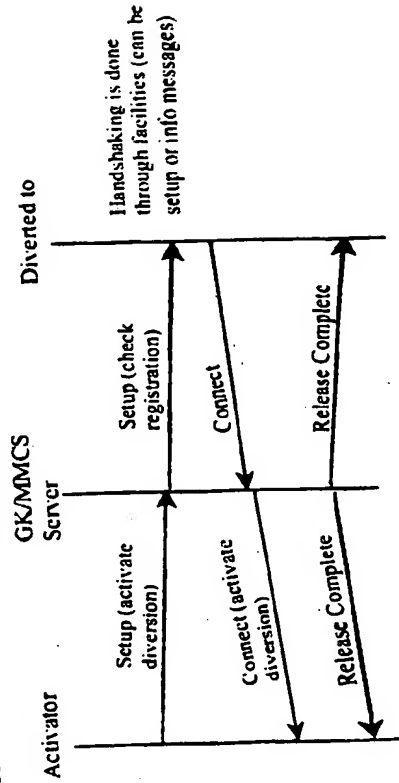 Activator
GK/MMCS
Server
Diverted to
Setup (activate
diversion)
Setup (check
registration)
Handshaking is done
through facilities (can be
setup or info messages)
Connect
Connect (activate
diversion)
Release Complete
Release Complete